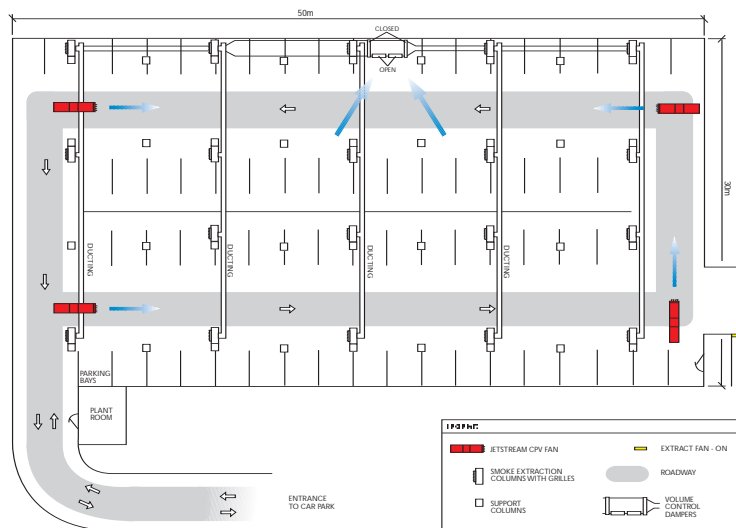 50m
CLOSED
OPEN
30m
DUCTING
DUCTING
DUCTING
DUCTING
PARKING
BAYS
PLANT
ROOM
ENTRANCE
TO CAR PARK
JETSTREAM CPV FAN
EXTRACT FAN - ON
SMOKE EXTRACTION
COLUMNS WITH GRILLES
ROADWAY
SUPPORT
COLUMNS
VOLUME
CONTROL
DAMPERS